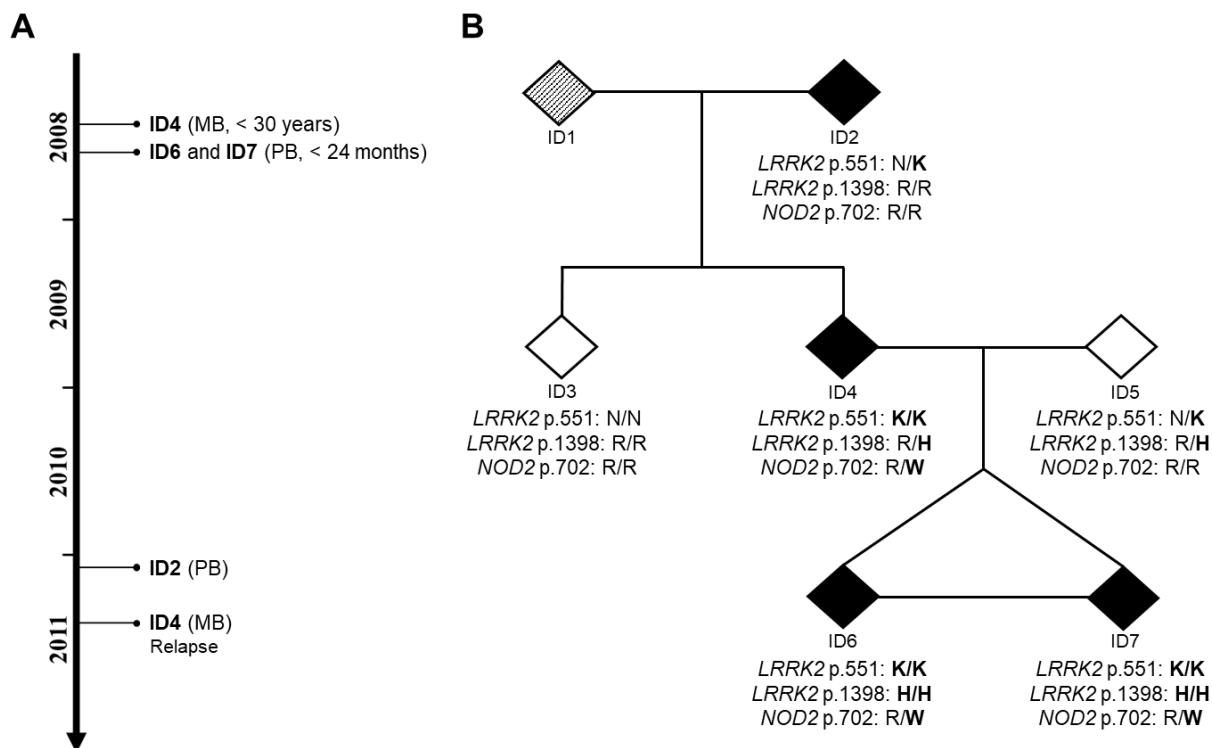 A
2008
2009
2010
2011
ID4 (MB, < 30 years)
ID6 and ID7 (PB, < 24 months)
ID2 (PB)
ID4 (MB)
Relapse
B
ID1
ID2
LRRK2 p.551: N/K
LRRK2 p.1398: R/R
NOD2 p.702: R/R
ID3
LRRK2 p.551: N/N
LRRK2 p.1398: R/R
NOD2 p.702: R/R
ID4
LRRK2 p.551: K/K
LRRK2 p.1398: R/H
NOD2 p.702: R/W
ID5
LRRK2 p.551: N/K
LRRK2 p.1398: R/H
NOD2 p.702: R/R
ID6
LRRK2 p.551: K/K
LRRK2 p.1398: H/H
NOD2 p.702: R/W
ID7
LRRK2 p.551: K/K
LRRK2 p.1398: H/H
NOD2 p.702: R/W